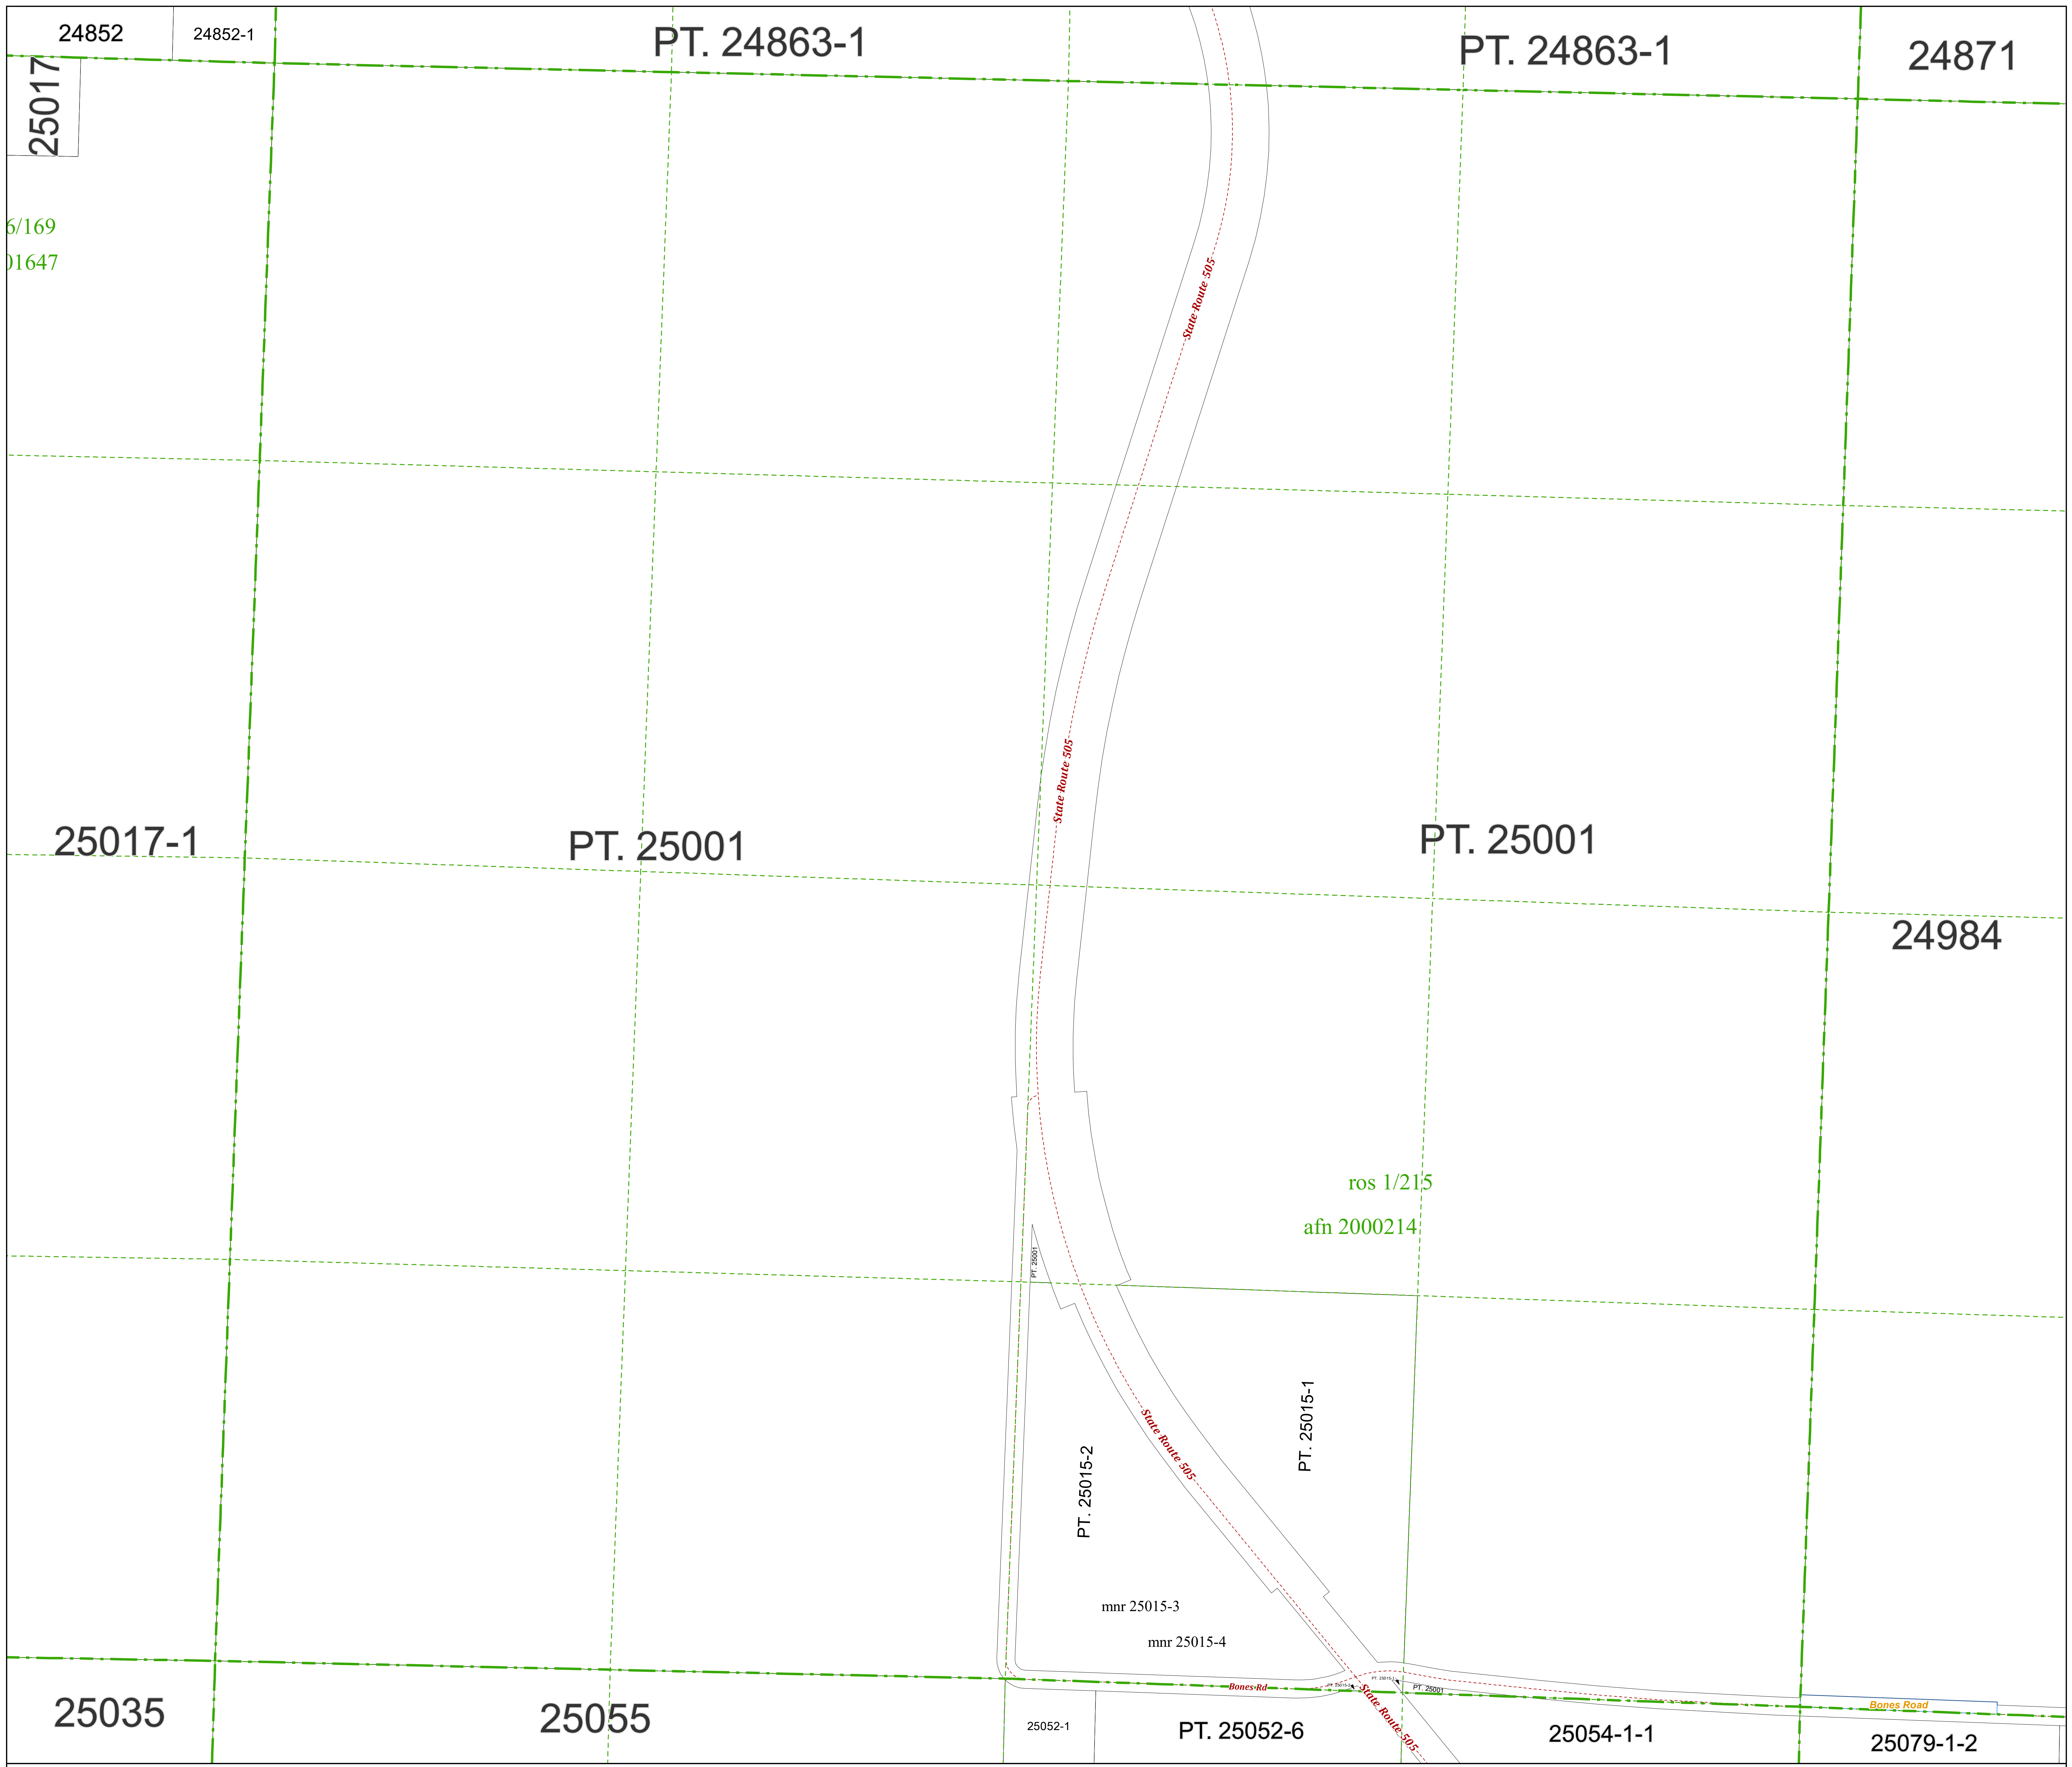 24852
24852-1
PT. 24863-1
PT. 24863-1
24871
25017
6/169
01647
State Route 505
State Route 505
25017-1
PT. 25001
PT. 25001
24984
ros 1/215
afn 2000214
PT. 25001
PT. 25015-1
State Route 505
PT. 25015-2
mnr 25015-3
mnr 25015-4
Bones Rd
PT. 25001
State Route 505
Bones Road
25035
25055
25052-1
PT. 25052-6
25054-1-1
25079-1-2